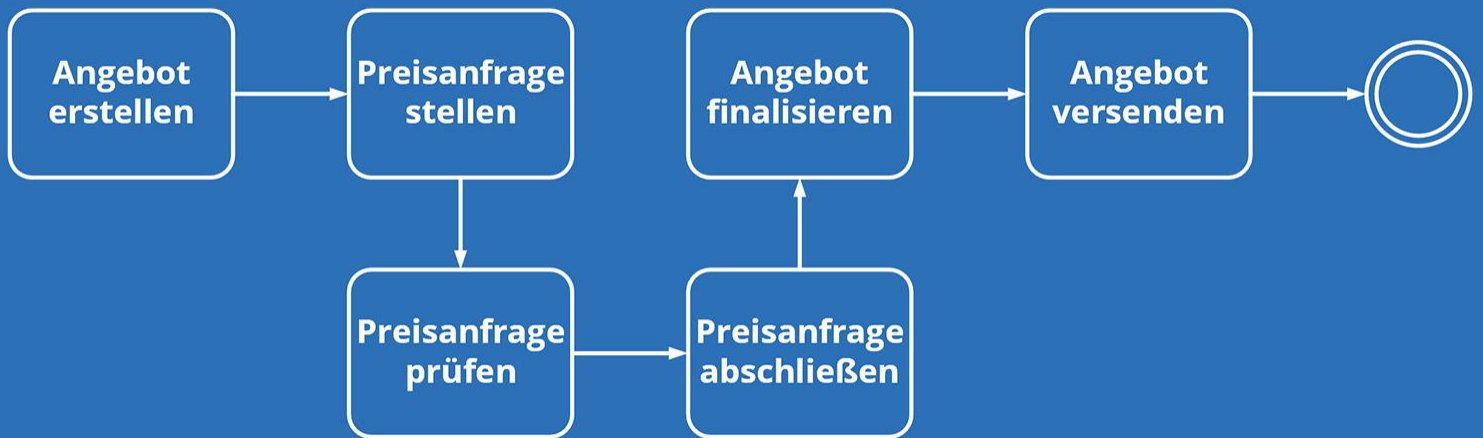 Angebot
erstellen
Preisanfrage
stellen
Preisanfrage
prüfen
Preisanfrage
abschließen
Angebot
finalisieren
Angebot
versenden